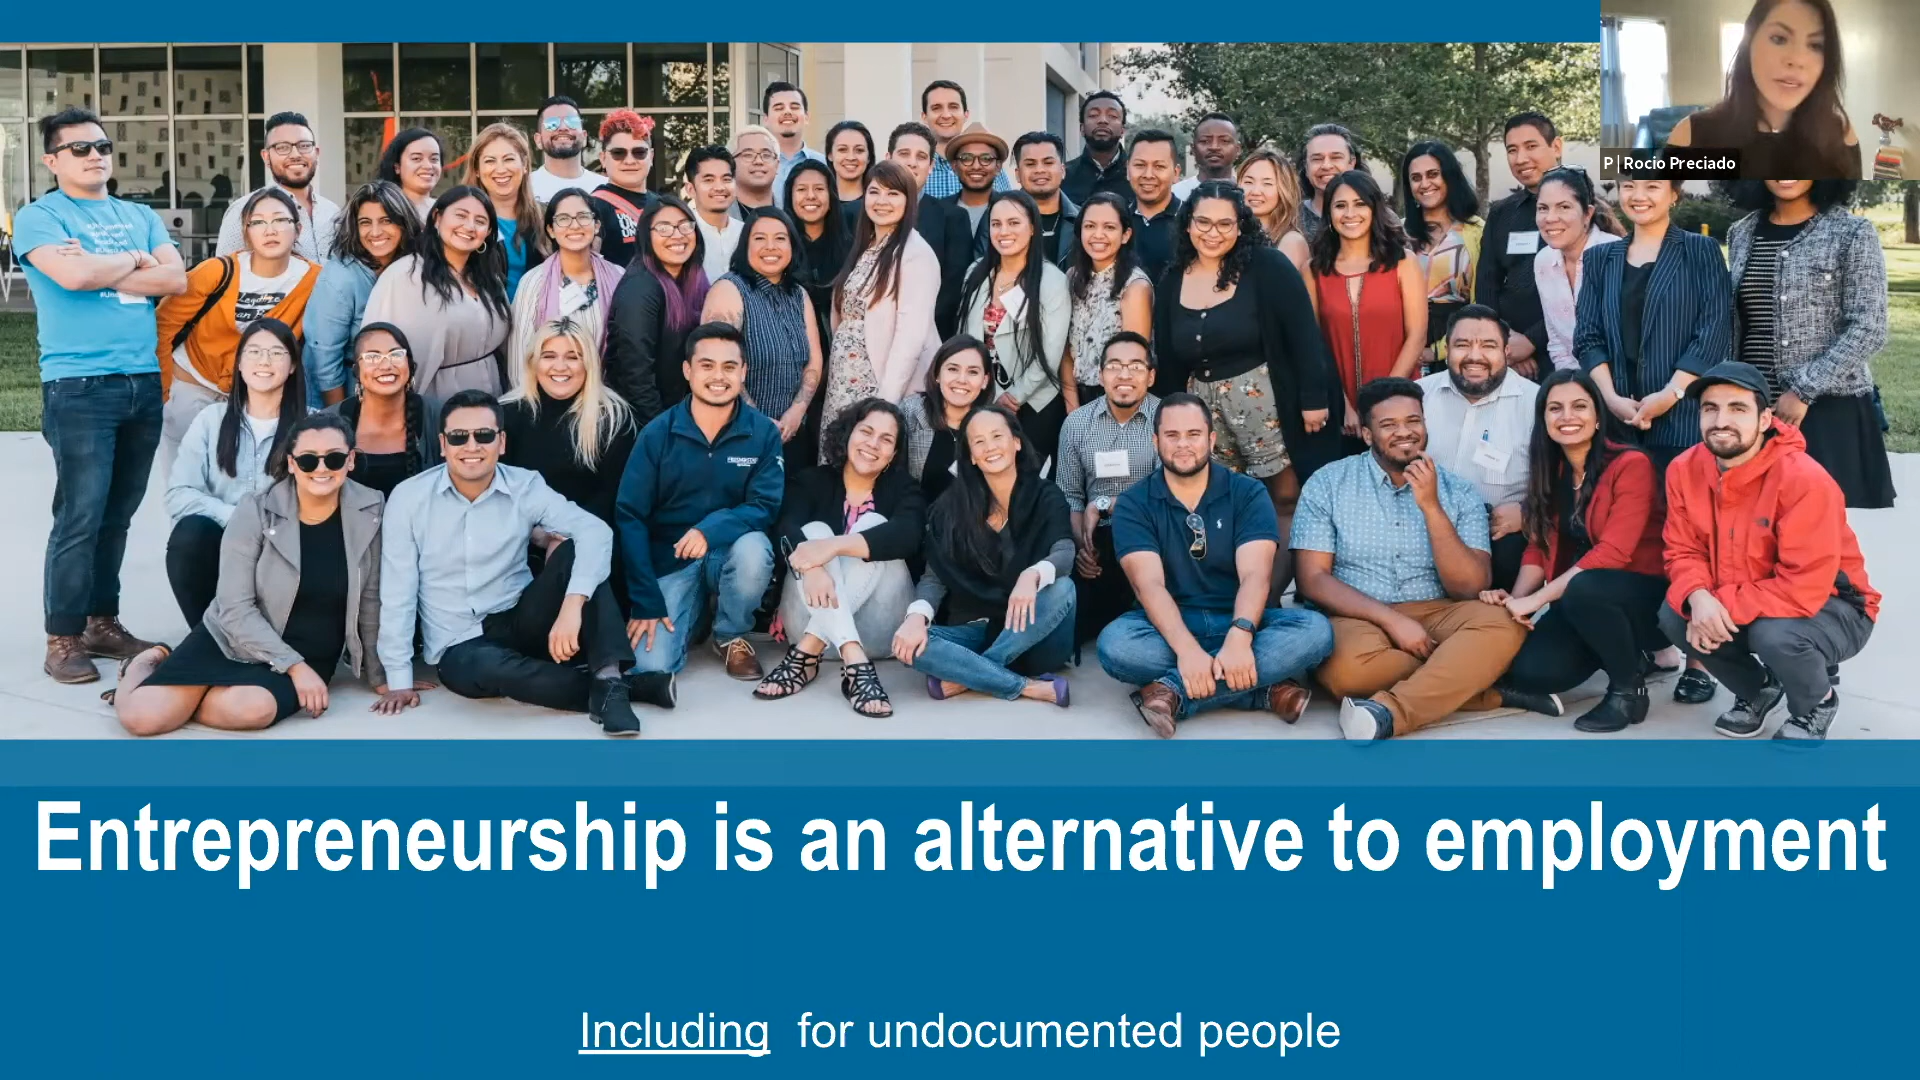 P | Rocio Preciado
Entrepreneurship is an alternative to employment
Including for undocumented people